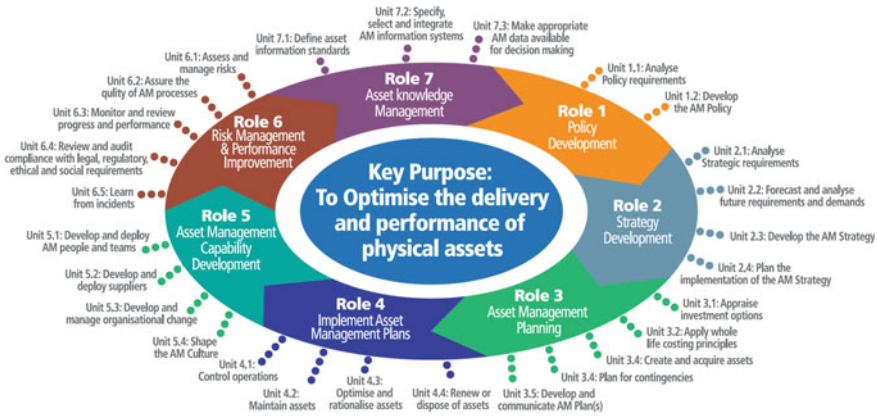 Unit 7.2: Specify,
select and integrate
AM information systems
Unit 7.3: Make appropriate
AM data available
for decision making
Unit 7.1: Define asset
information standards
Unit 6.1: Assess and
manage risks
Unit 6.2: Assure the
qulity of AM processes
Unit 6.3: Monitor and review
progress and performance
Unit 6.4: Review and audit
compliance with legal, regulatory,
ethical and social requirements
Unit 6.5: Learn
from incidents
Unit 5.1: Develop and deploy
AM people and teams
Unit 5.2: Develop and
deploy suppliers
Unit 5.3: Develop and
manage organisational change
Unit 5.4: Shape
the AM Culture
Unit 4.1:
Control operations
Unit 4.2:
Maintain assets
Unit 4.3:
Optimise and
rationalise assets
Unit 4.4: Renew or
dispose of assets
Unit 3.5: Develop and
communicate AM Plan(s)
Unit 3.4: Plan for contingencies
Unit 3.4: Create and acquire assets
Unit 3.2: Apply whole
life costing principles
Unit 3,1: Appraise
investment options
Unit 2,4: Plan the
implementation of the AM Strategy
Unit 2.3: Develop the AM Strategy
Unit 2.2: Forecast and analyse
future requirements and demands
Unit 2.1: Analyse
Strategic requirements
Unit 1.2: Develop
the AM Policy
Unit 1.1: Analyse
Policy requirements
Role 7
Asset knowledge
Management
Role 1
Policy
Development
Role 2
Strategy
Development
Role 3
Asset Management
Planning
Role 4
Implement Asset
Management Plans
Role 5
Asset Management
Capability
Development
Role 6
Risk Management
& Performance
Improvement
Key Purpose:
To Optimise the delivery
and performance of
physical assets